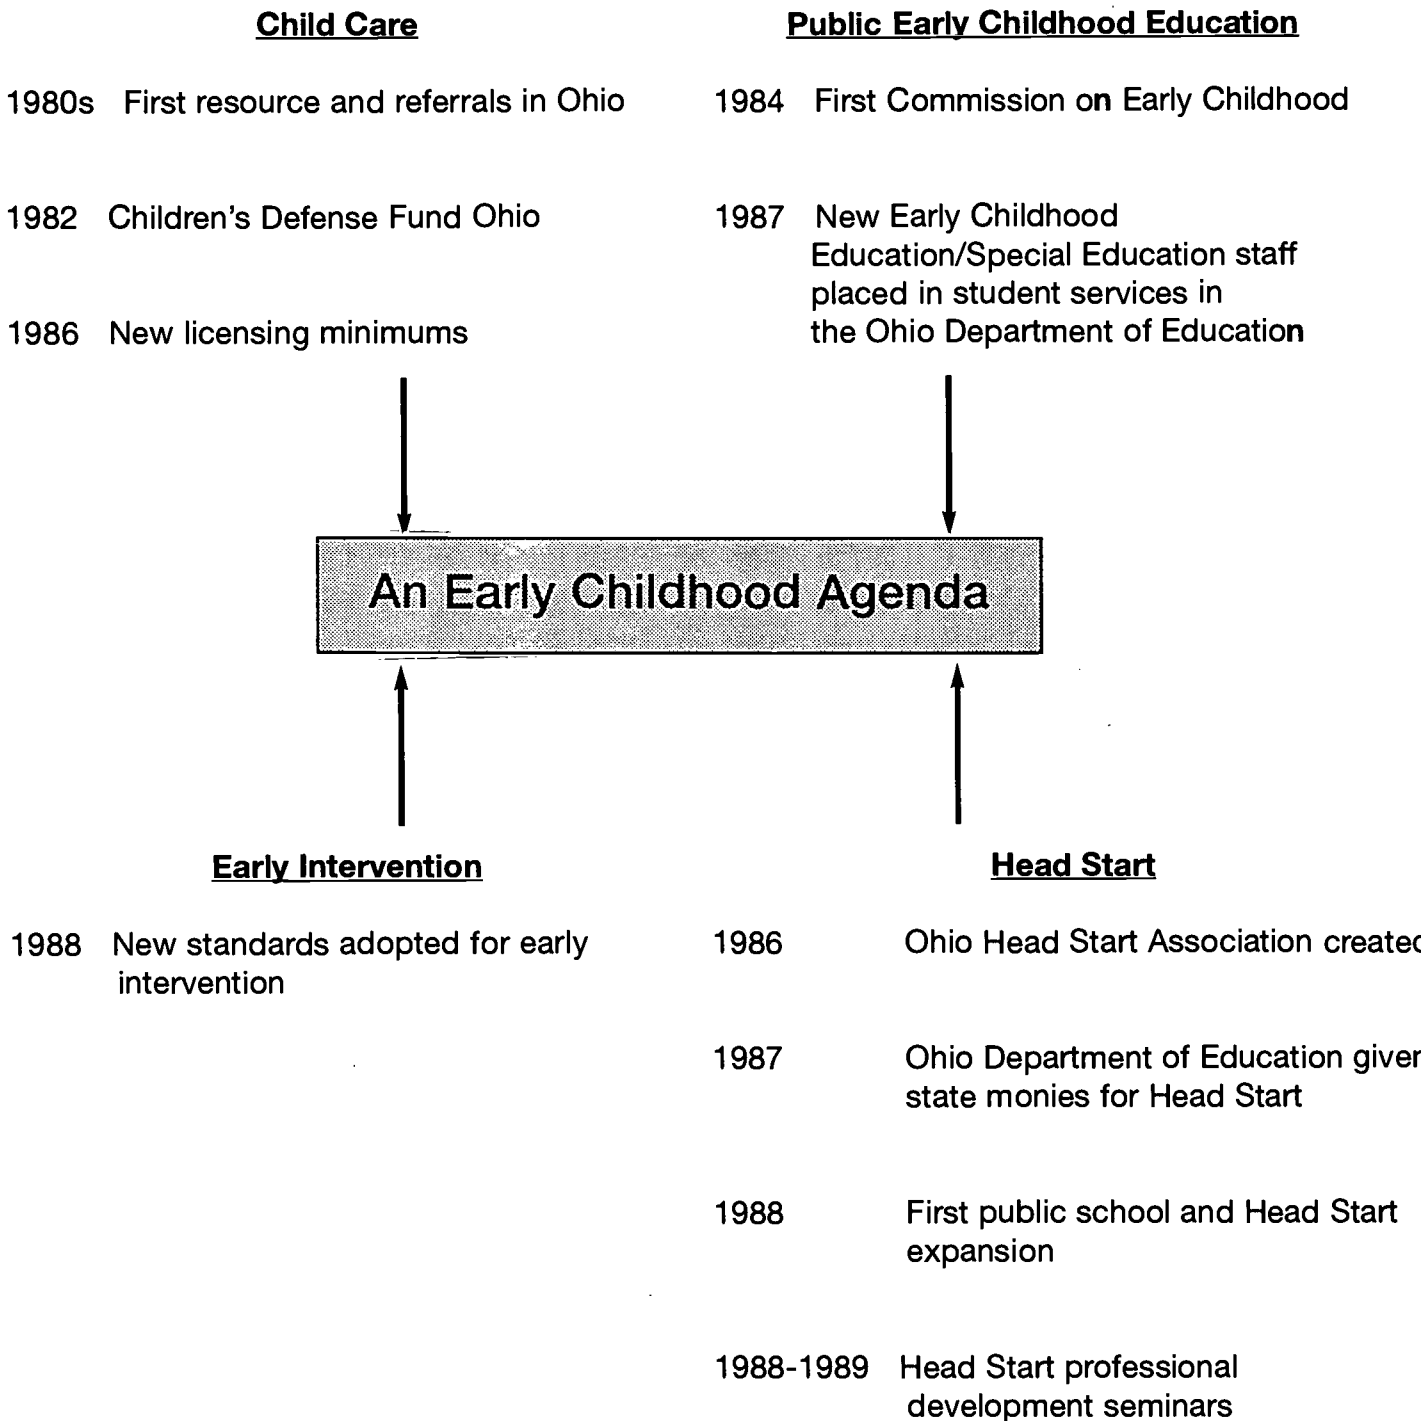 Child Care
1980s First resource and referrals in Ohio
1982 Children's Defense Fund Ohio
1986 New licensing minimums
Public Early Childhood Education
1984 First Commission on Early Childhood
1987 New Early Childhood
Education/Special Education staff
placed in student services in
the Ohio Department of Education
An Early Childhood Agenda
Early Intervention
1988 New standards adopted for early
intervention
Head Start
1986 Ohio Head Start Association created
1987 Ohio Department of Education given
state monies for Head Start
1988 First public school and Head Start
expansion
1988-1989 Head Start professional
development seminars